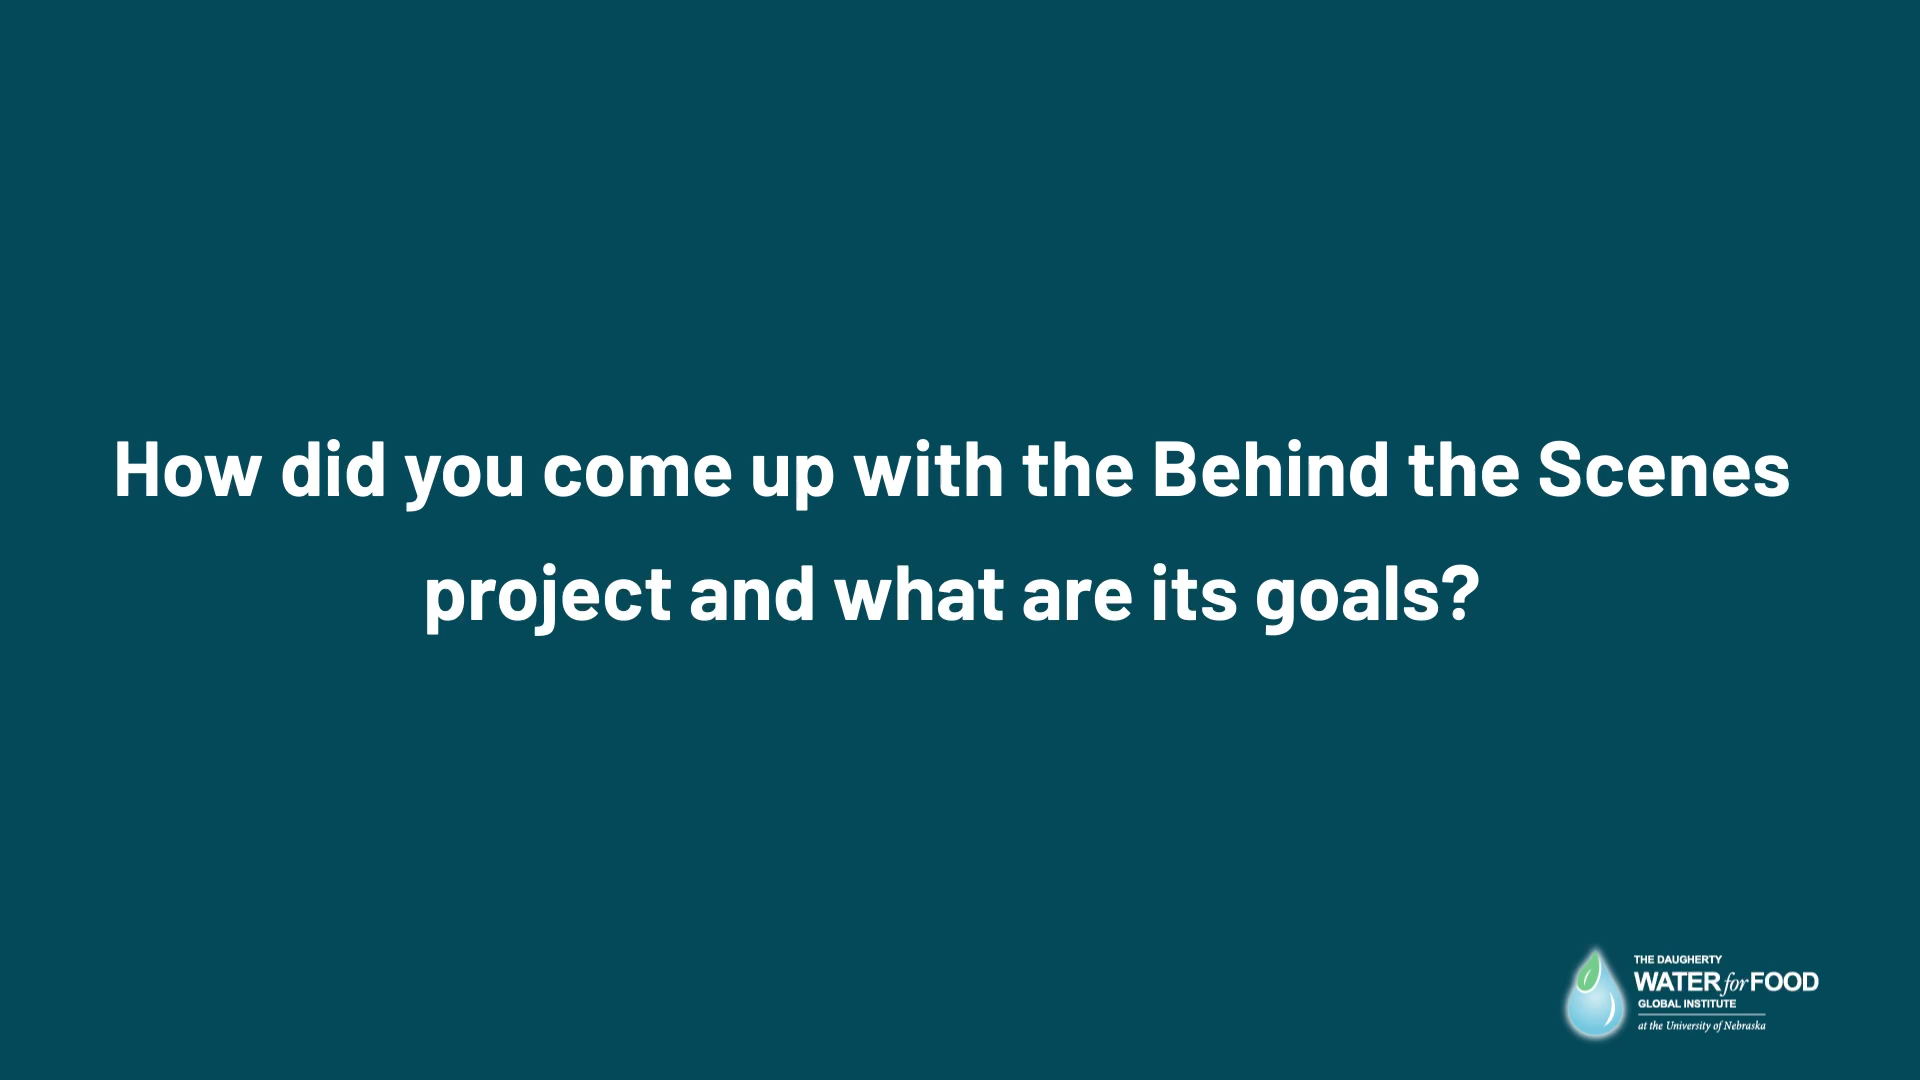 How did you come up with the Behind the Scenes
project and what are its goals?
THE DAUGHERTY
WATER for FOOD
GLOBAL INSTITUTE
at the University of Nebraska